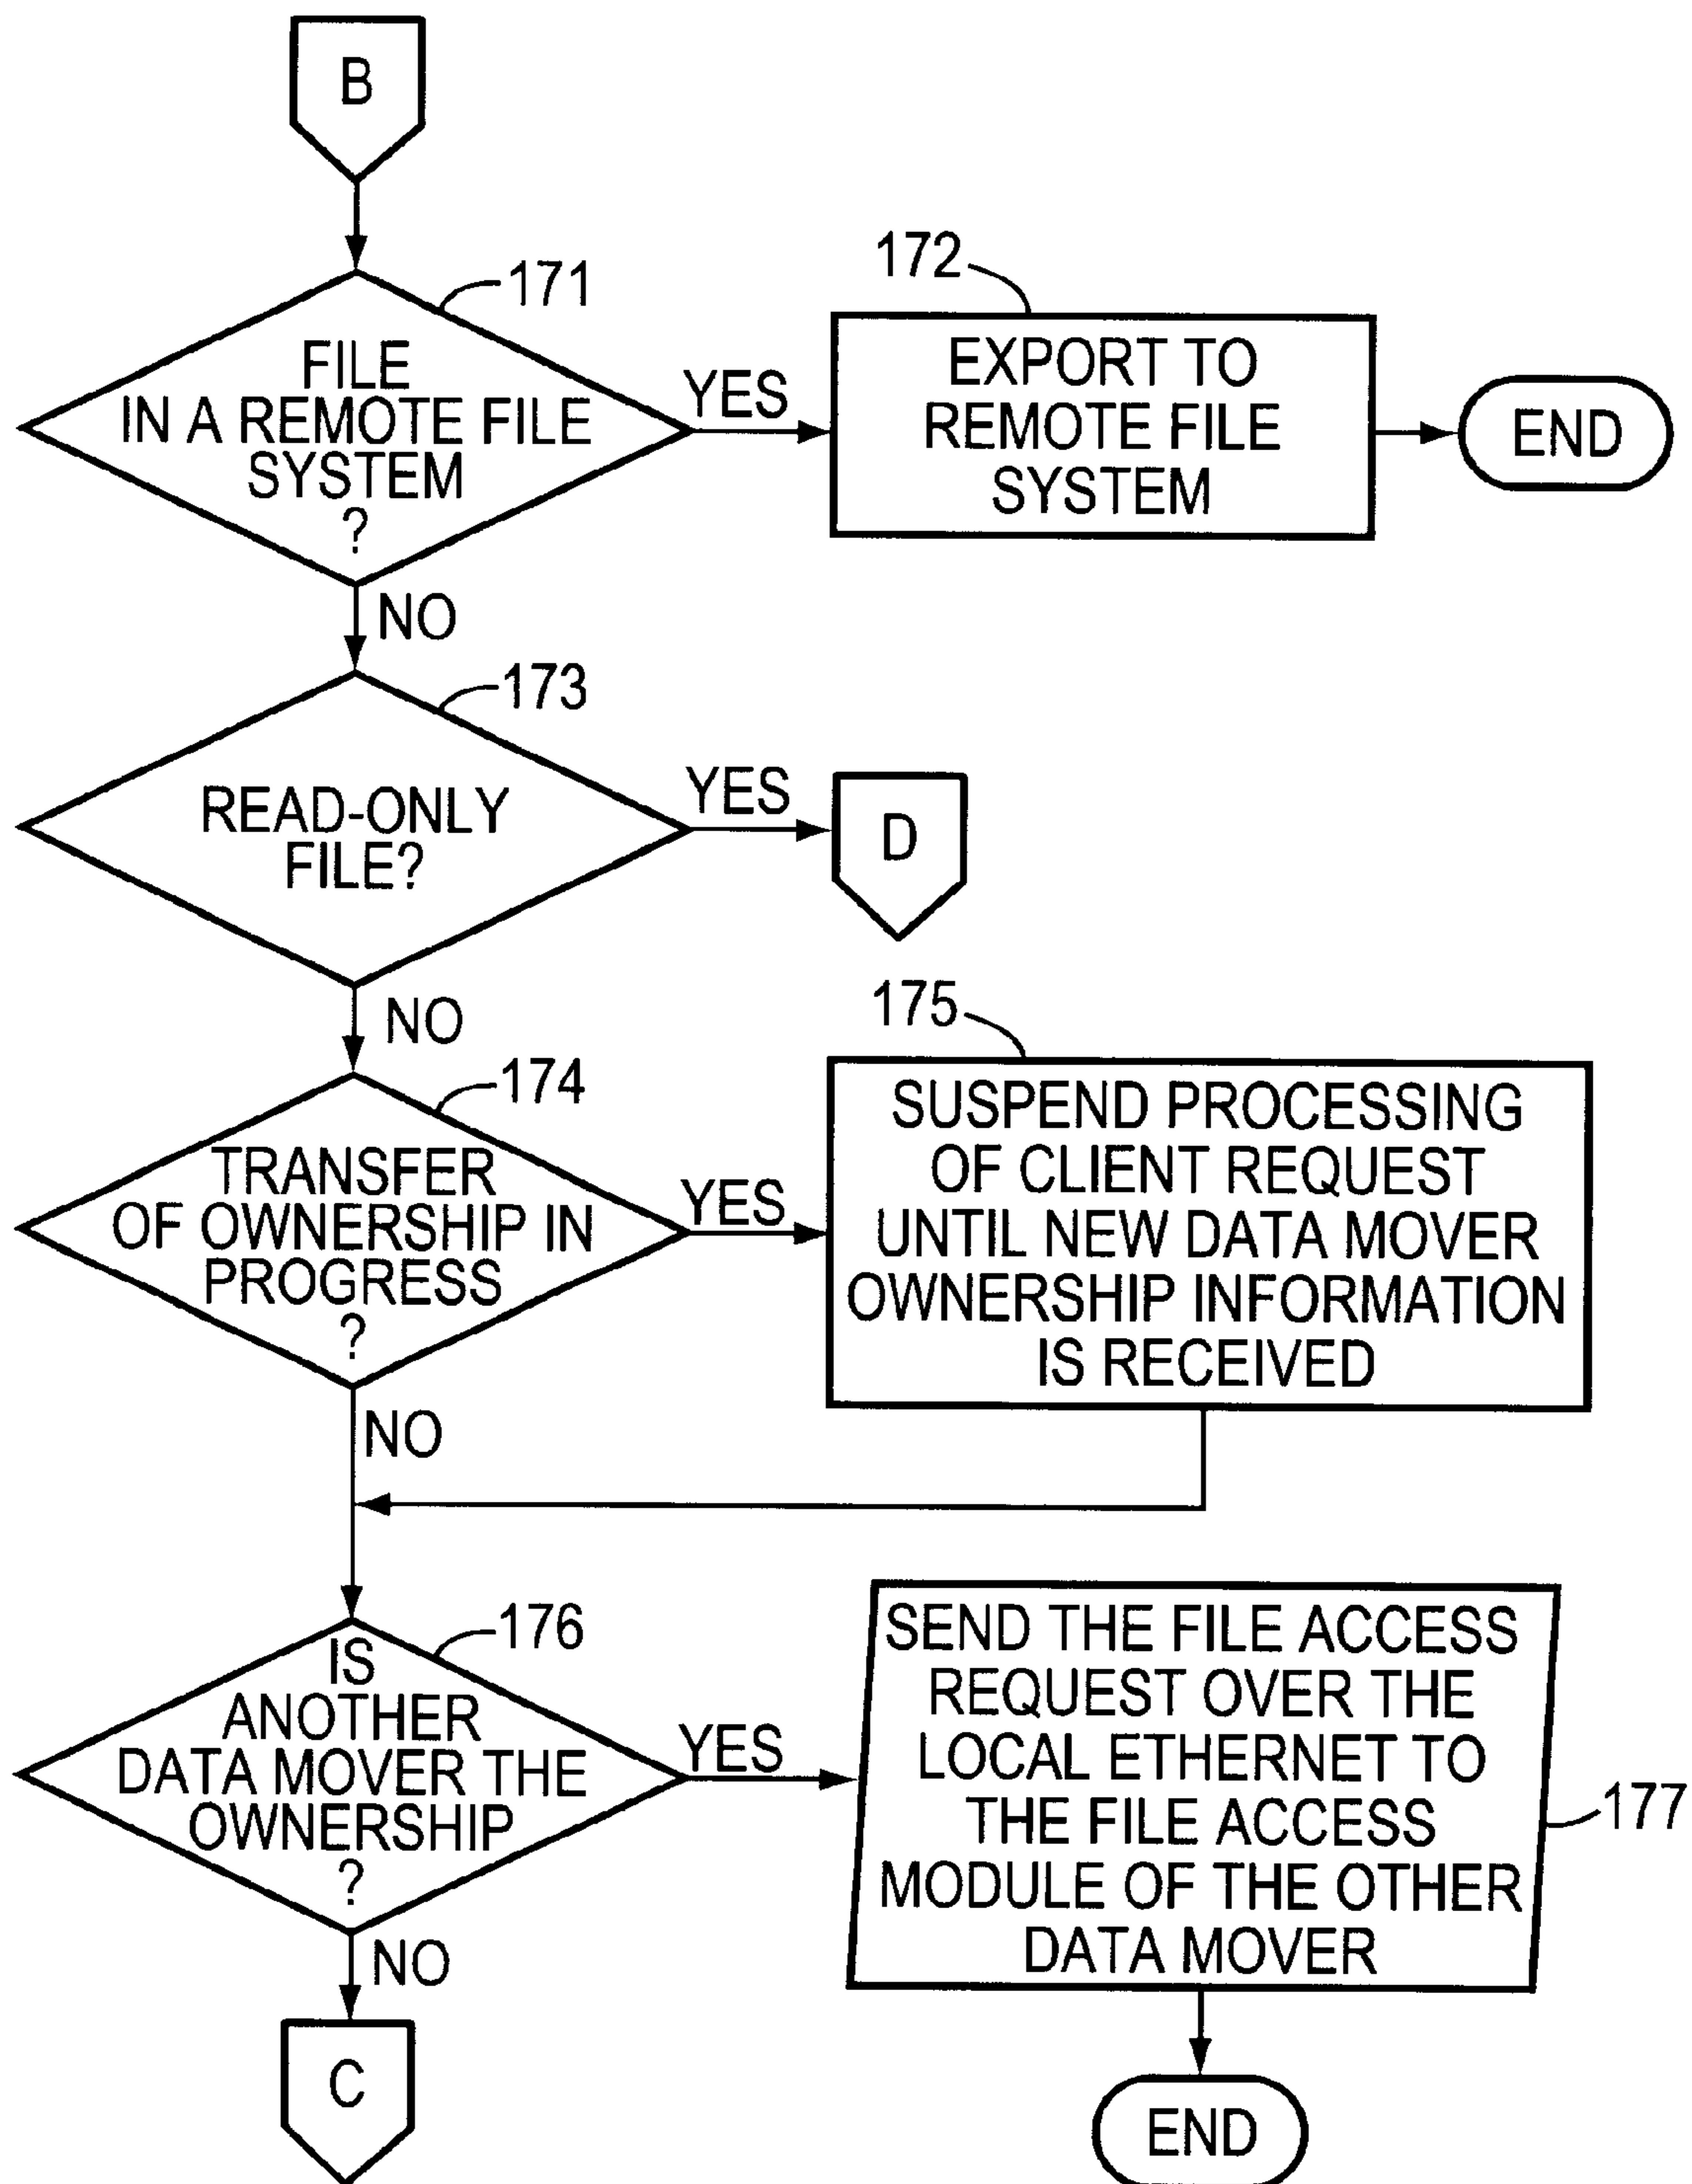 B
171
FILE
IN A REMOTE FILE
SYSTEM
?
YES
172
EXPORT TO
REMOTE FILE
SYSTEM
END
NO
173
READ-ONLY
FILE?
YES
D
NO
174
TRANSFER
OF OWNERSHIP IN
PROGRESS
?
YES
175
SUSPEND PROCESSING
OF CLIENT REQUEST
UNTIL NEW DATA MOVER
OWNERSHIP INFORMATION
IS RECEIVED
NO
176
IS
ANOTHER
DATA MOVER THE
OWNERSHIP
?
YES
SEND THE FILE ACCESS
REQUEST OVER THE
LOCAL ETHERNET TO
THE FILE ACCESS
MODULE OF THE OTHER
DATA MOVER
177
NO
C
END